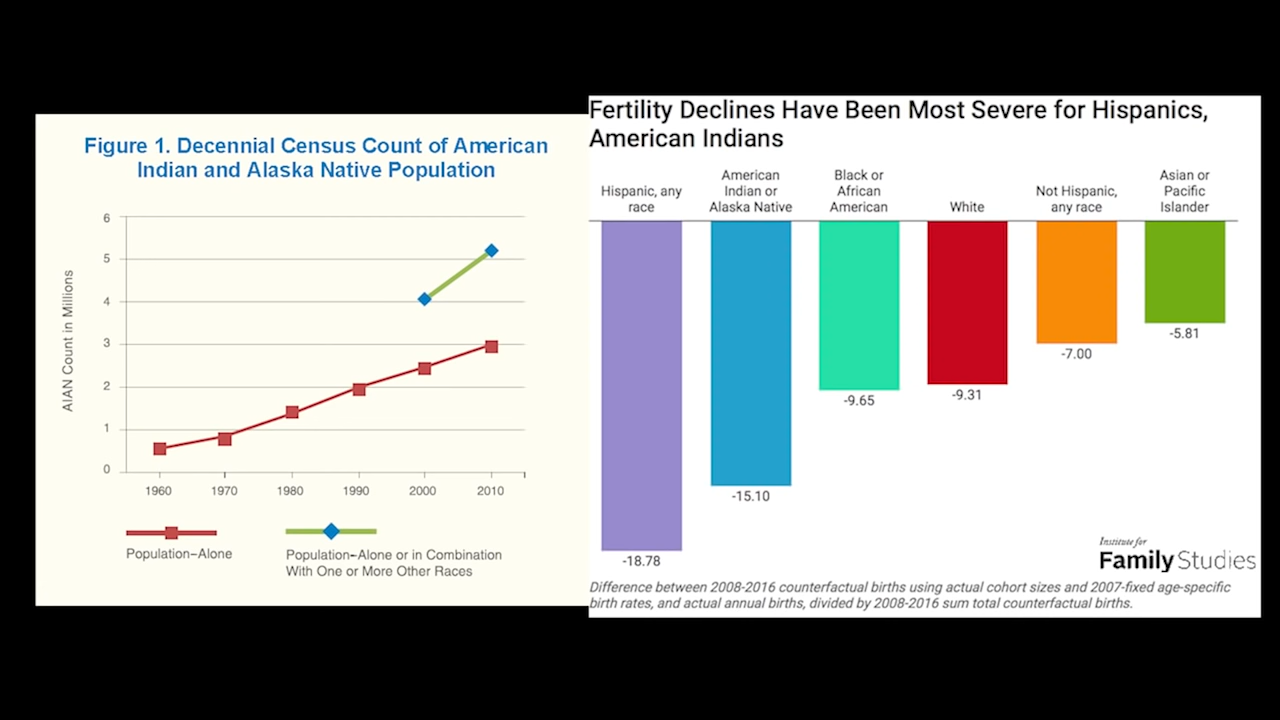 Figure 1. Decennial Census Count of American
Indian and Alaska Native Population
AIAN Count in Millions
6
5
4
3
2
1
0
1960 1970 1980 1990 2000 2010
Population-Alone
Population-Alone or in Combination
With One or More Other Races
Fertility Declines Have Been Most Severe for Hispanics,
American Indians
Hispanic, any
race
American
Indian or
Alaska Native
Black or
African
American
White
Not Hispanic,
any race
Asian or
Pacific
Islander
-18.78
-15.10
-9.65
-9.31
-7.00
-5.81
Institute for
Family Studies
Difference between 2008-2016 counterfactual births using actual cohort sizes and 2007-fixed age-specific
birth rates, and actual annual births, divided by 2008-2016 sum total counterfactual births.